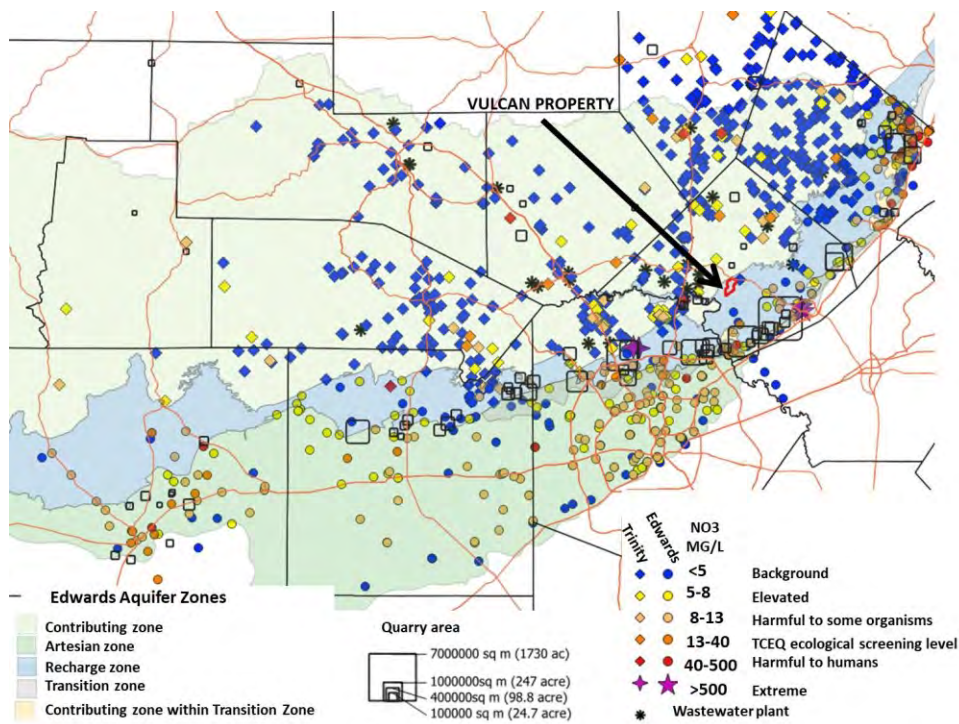 VULCAN PROPERTY
Trinity
Edwards
NO3
MG/L
<5 Background
5-8 Elevated
8-13 Harmful to some organisms
13-40 TCEQ ecological screening level
40-500 Harmful to humans
>500 Extreme
Wastewater plant
Edwards Aquifer Zones
Contributing zone
Artesian zone
Recharge zone
Transition zone
Contributing zone within Transition Zone
Quarry area
7000000 sq m (1730 ac)
1000000sq m (247 acre)
400000sq m (98.8 acre)
100000 sq m (24.7 acre)